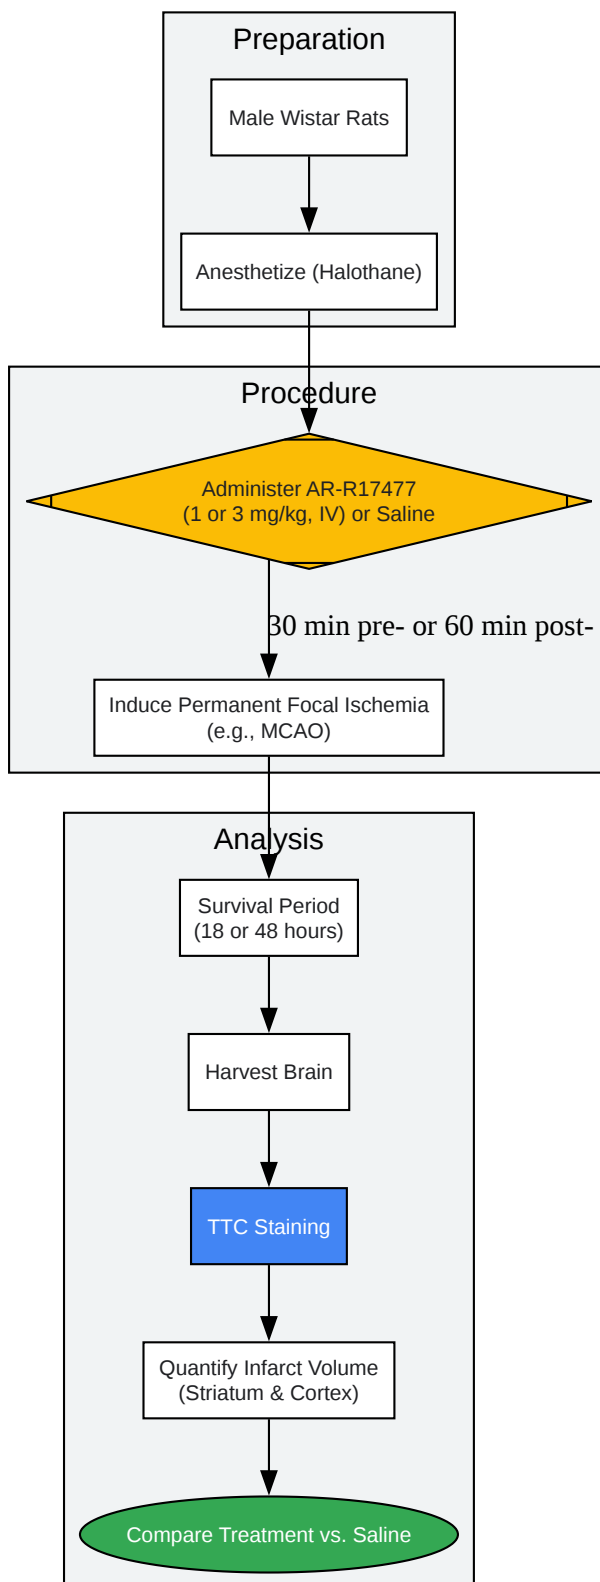 Preparation
Male Wistar Rats
Anesthetize (Halothane)
Procedure
Administer AR-R17477
(1 or 3 mg/kg, IV) or Saline
30 min pre- or 60 min post-
Induce Permanent Focal Ischemia
(e.g., MCAO)
Analysis
Survival Period
(18 or 48 hours)
Harvest Brain
TTC Staining
Quantify Infarct Volume
(Striatum & Cortex)
Compare Treatment vs. Saline